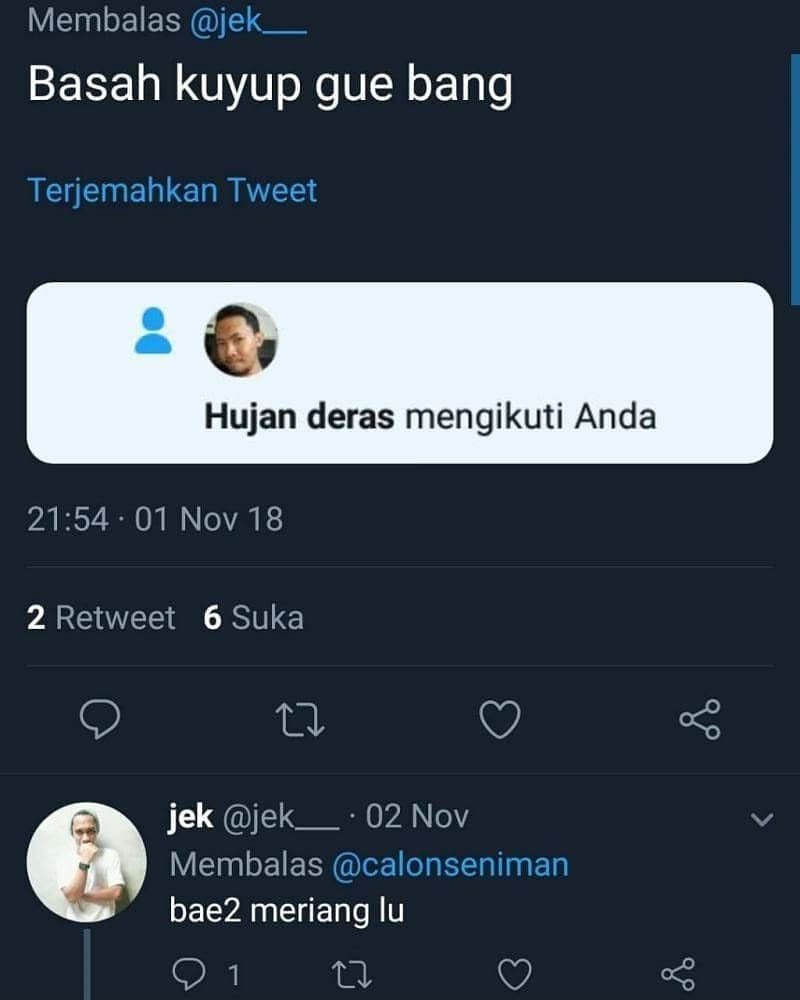 Membalas @jek___
Basah kuyup gue bang
Terjemahkan Tweet
Hujan deras mengikuti Anda
21:54 · 01 Nov 18
2 Retweet 6 Suka
jek @jek___ · 02 Nov
Membalas @calonseniman
bae2 meriang lu
1